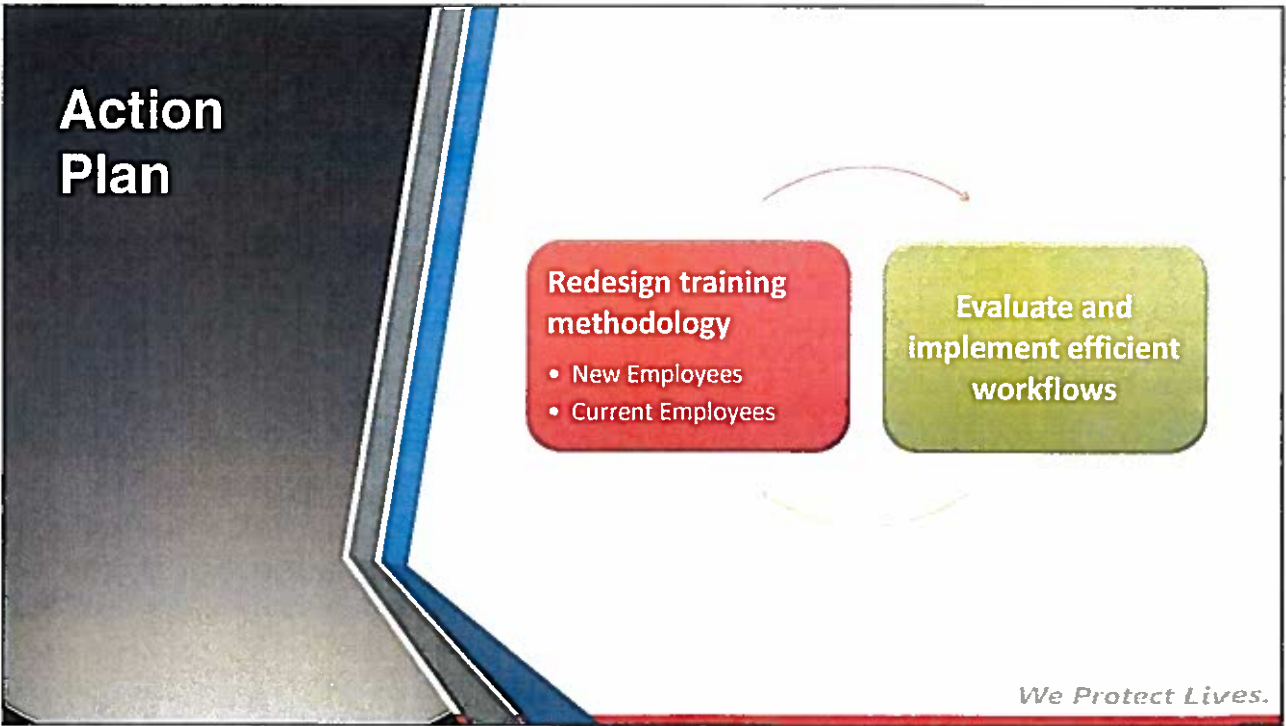 Action
Plan
Redesign training
methodology
• New Employees
• Current Employees
Evaluate and
implement efficient
workflows
We Protect Lives.